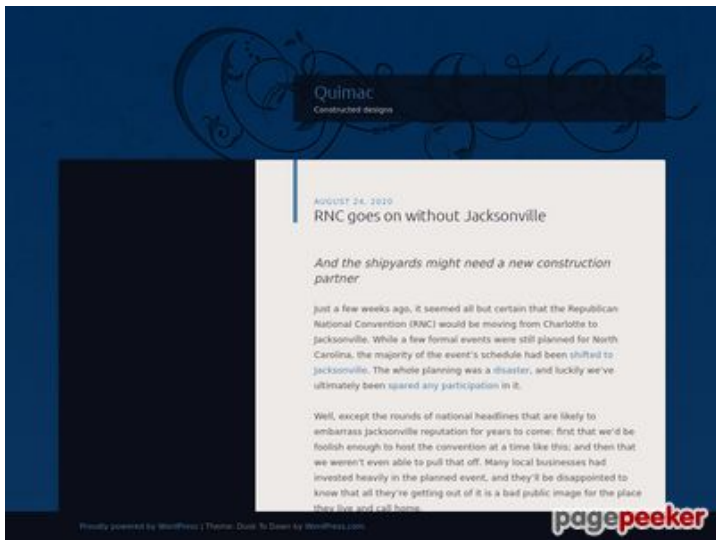 Quimac
Constructed designs
AUGUST 24, 2020
RNC goes on without Jacksonville
And the shipyards might need a new construction
partner
Just a few weeks ago, it seemed all but certain that the Republican
National Convention (RNC) would be moving from Charlotte to
Jacksonville. While a few formal events were still planned for North
Carolina, the majority of the event's schedule had been shifted to
Jacksonville. The whole planning was a disaster, and luckily we've
ultimately been spared any participation in it.
Well, except the rounds of national headlines that are likely to
embarrass Jacksonville reputation for years to come: first that we'd be
foolish enough to host the convention at a time like this; and then that
we weren't even able to pull that off. Many local businesses had
invested heavily in the planned event, and they'll be disappointed to
know that all they're getting out of it is a bad public image for the place
they live and call home.
Proudly powered by WordPress | Theme: Dusk To Dawn by WordPress.com.
pagepeeker